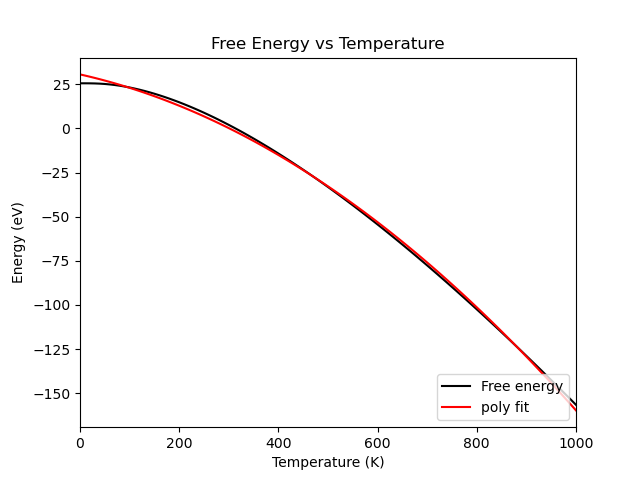 Free Energy vs Temperature
Energy (eV)
25
0
−25
−50
−75
−100
−125
−150
Free energy
poly fit
0 200 400 600 800 1000
Temperature (K)